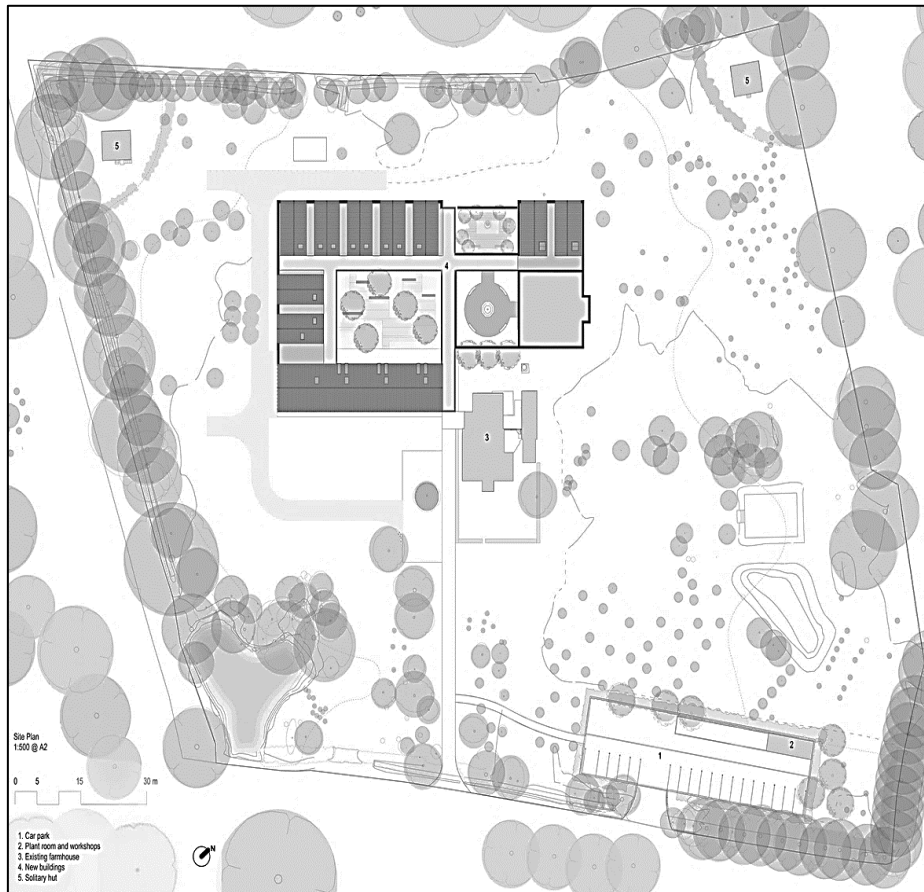 5
5
4
3
2
1
Site Plan
1:500 @ A2
0 5 15 30 m
1. Car park
2. Plant room and workshops
3. Existing farmhouse
4. New buildings
5. Solitary hut
N